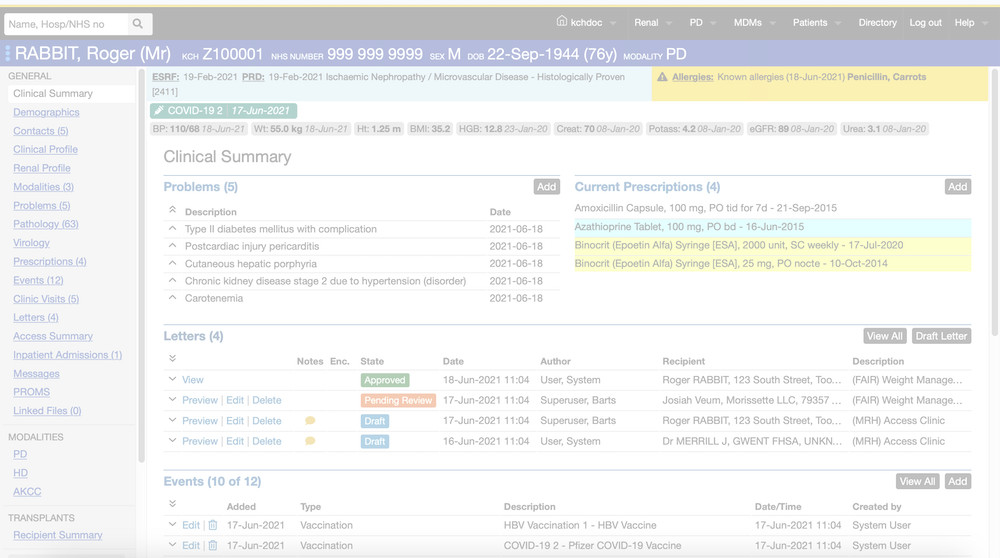 Name, Hosp/NHS no
kchdoc Renal PD MDMs Patients Directory Log out Help
RABBIT, Roger (Mr) KCH Z100001 NHS NUMBER 999 999 9999 SEX M DOB 22-Sep-1944 (76y) MODALITY PD
GENERAL
Clinical Summary
Demographics
Contacts (5)
Clinical Profile
Renal Profile
Modalities (3)
Problems (5)
Pathology (63)
Virology
Prescriptions (4)
Events (12)
Clinic Visits (5)
Letters (4)
Access Summary
Inpatient Admissions (1)
Messages
PROMS
Linked Files (0)
MODALITIES
PD
HD
AKCC
TRANSPLANTS
Recipient Summary
ESRF: 19-Feb-2021 PRD: 19-Feb-2021 Ischaemic Nephropathy / Microvascular Disease - Histologically Proven
[2411]
Allergies: Known allergies (18-Jun-2021) Penicillin, Carrots
COVID-19 2 17-Jun-2021
BP: 110/68 18-Jun-21 Wt: 55.0 kg 18-Jun-21 Ht: 1.25 m BMI: 35.2 HGB: 12.8 23-Jan-20 Creat: 70 08-Jan-20 Potass: 4.2 08-Jan-20 eGFR: 89 08-Jan-20 Urea: 3.1 08-Jan-20
Clinical Summary
Problems (5) Add
Description Date
Type II diabetes mellitus with complication 2021-06-18
Postcardiac injury pericarditis 2021-06-18
Cutaneous hepatic porphyria 2021-06-18
Chronic kidney disease stage 2 due to hypertension (disorder) 2021-06-18
Carotenemia 2021-06-18
Current Prescriptions (4) Add
Amoxicillin Capsule, 100 mg, PO tid for 7d - 21-Sep-2015
Azathioprine Tablet, 100 mg, PO bd - 16-Jun-2015
Binocrit (Epoetin Alfa) Syringe [ESA], 2000 unit, SC weekly - 17-Jul-2020
Binocrit (Epoetin Alfa) Syringe [ESA], 25 mg, PO nocte - 10-Oct-2014
Letters (4) View All Draft Letter
Notes Enc. State Date Author Recipient Description
View Approved 18-Jun-2021 11:04 User, System Roger RABBIT, 123 South Street, Too... (FAIR) Weight Manage...
Preview | Edit | Delete Pending Review 17-Jun-2021 11:04 Superuser, Barts Josiah Veum, Morissette LLC, 79357 ... (FAIR) Weight Manage...
Preview | Edit | Delete Draft 17-Jun-2021 11:04 Superuser, Barts Roger RABBIT, 123 South Street, Too... (MRH) Access Clinic
Preview | Edit | Delete Draft 16-Jun-2021 11:04 User, System Dr MERRILL J, GWENT FHSA, UNKN... (MRH) Access Clinic
Events (10 of 12) View All Add
Added Type Description Date/Time Created by
Edit | 17-Jun-2021 Vaccination HBV Vaccination 1 - HBV Vaccine 17-Jun-2021 11:04 System User
Edit | 17-Jun-2021 Vaccination COVID-19 2 - Pfizer COVID-19 Vaccine 17-Jun-2021 11:04 System User